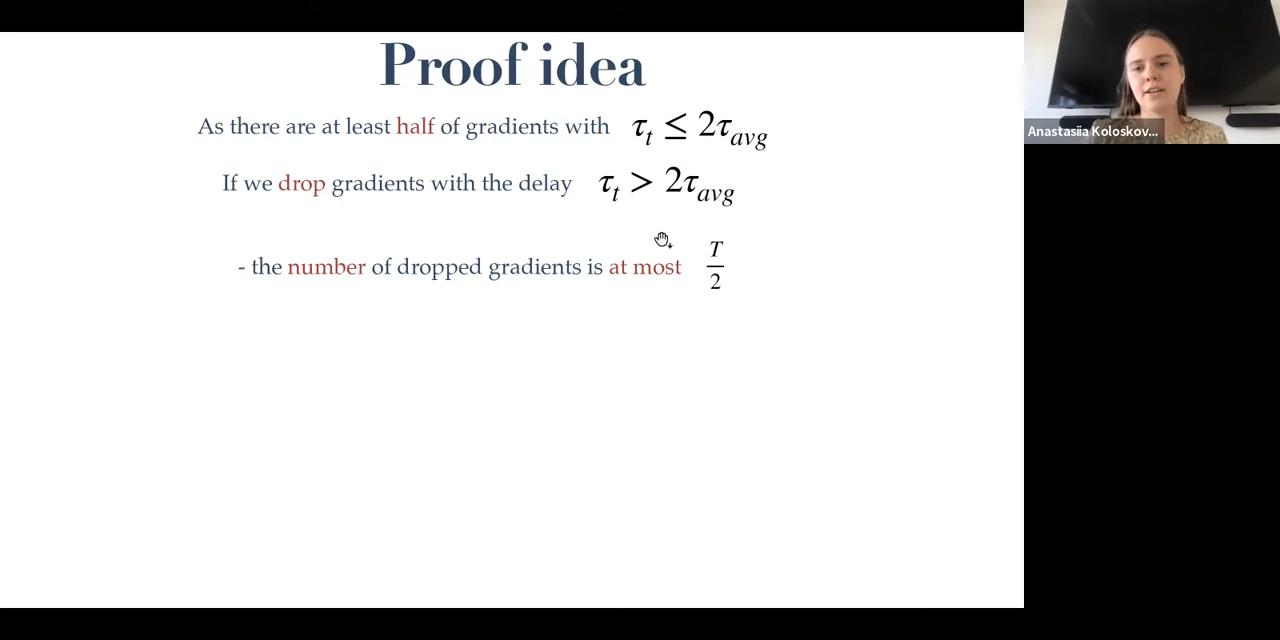 Proof idea
As there are at least half of gradients with τ_t ≤ 2τ_avg
If we drop gradients with the delay τ_t > 2τ_avg
- the number of dropped gradients is at most T/2
Anastasiia Koloskov...